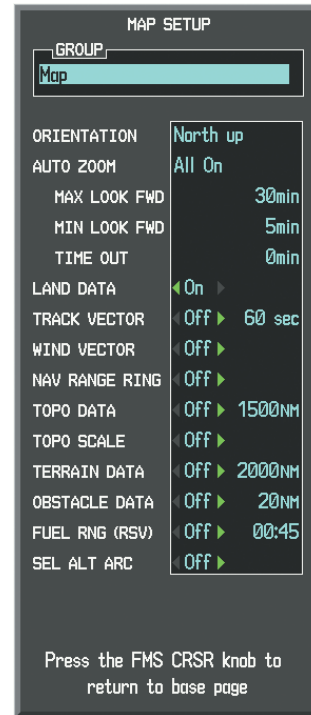 MAP SETUP
GROUP
Map
ORIENTATION North up
AUTO ZOOM All On
MAX LOOK FWD 30min
MIN LOOK FWD 5min
TIME OUT 0min
LAND DATA On
TRACK VECTOR Off 60 sec
WIND VECTOR Off
NAV RANGE RING Off
TOPO DATA Off 1500NM
TOPO SCALE Off
TERRAIN DATA Off 2000NM
OBSTACLE DATA Off 20NM
FUEL RNG (RSV) Off 00:45
SEL ALT ARC Off
Press the FMS CRSR knob to
return to base page